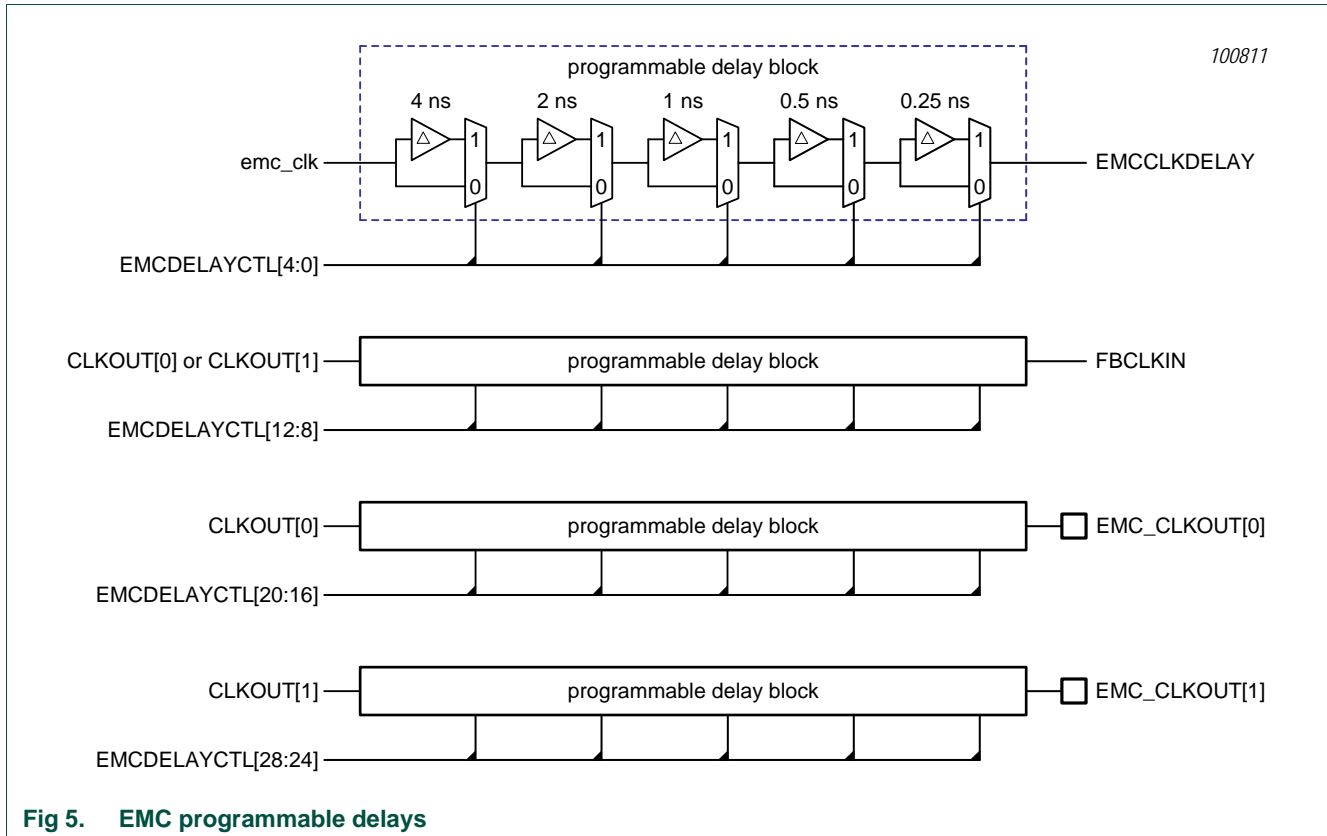 100811
programmable delay block
4 ns 2 ns 1 ns 0.5 ns 0.25 ns
1 1 1 1 1
emc_clk EMCCLKDELAY
0 0 0 0 0
EMCDELAYCTL[4:0]
CLKOUT[0] or CLKOUT[1] programmable delay block FBCLKIN
EMCDELAYCTL[12:8]
CLKOUT[0] programmable delay block EMC_CLKOUT[0]
EMCDELAYCTL[20:16]
CLKOUT[1] programmable delay block EMC_CLKOUT[1]
EMCDELAYCTL[28:24]
Fig 5. EMC programmable delays